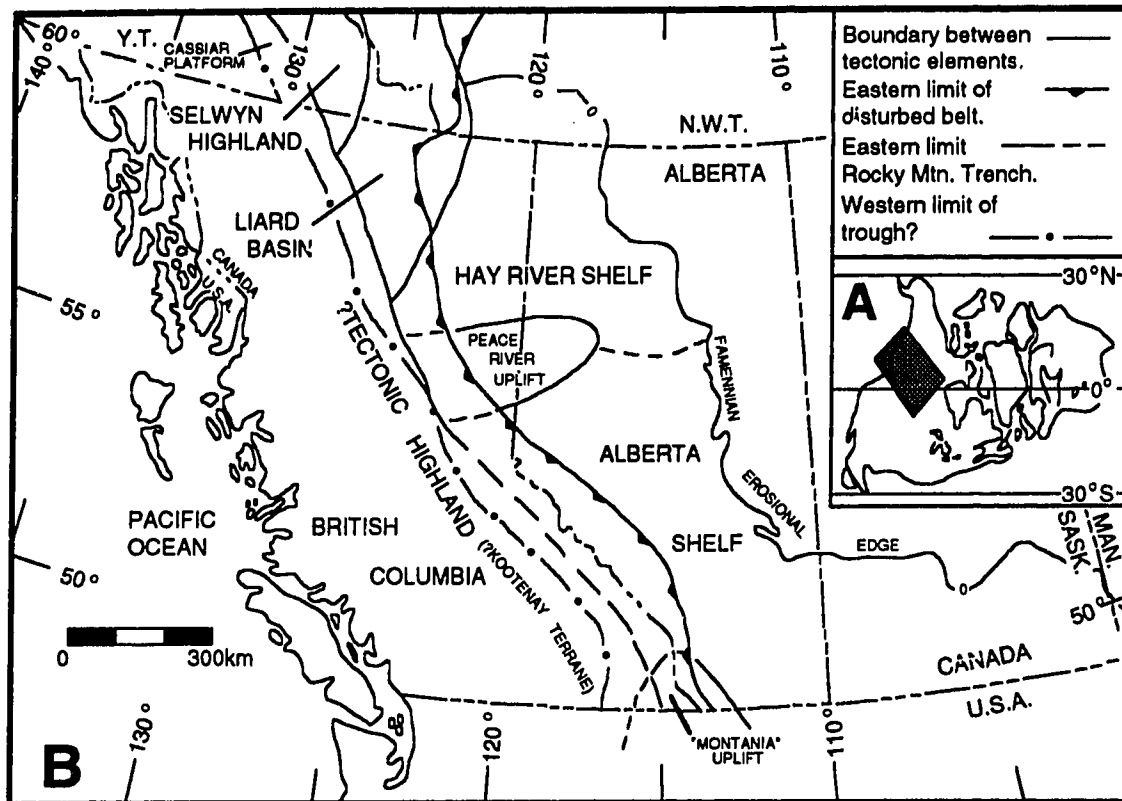 60°
140°
Y.T.
CASSIAR
PLATFORM
130°
120°
110°
SELWYN
HIGHLAND
N.W.T.
ALBERTA
LIARD
BASIN
CANADA
U.S.A.
HAY RIVER SHELF
55°
?TECTONIC
HIGHLAND
(?KOOTENAY TERRANE)
PEACE
RIVER
UPLIFT
FAMENNIAN
EROSIONAL
EDGE
ALBERTA
SHELF
PACIFIC
OCEAN
BRITISH
COLUMBIA
50°
0 300km
0
0
MAN.
SASK.
50°
CANADA
U.S.A.
"MONTANIA"
UPLIFT
130°
120°
110°
B
Boundary between
tectonic elements.
Eastern limit of
disturbed belt.
Eastern limit
Rocky Mtn. Trench.
Western limit of
trough?
A
30°N
0°
30°S